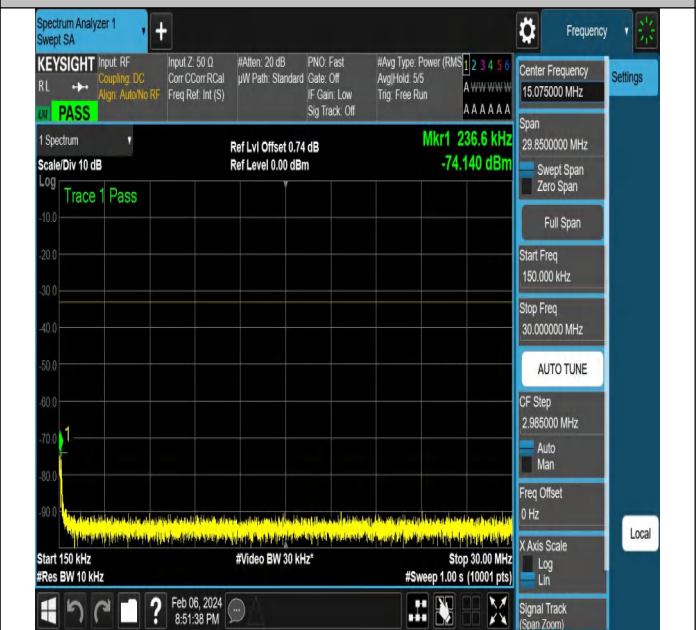 Spectrum Analyzer 1
Swept SA
+
Frequency
KEYSIGHT
RL
PASS
Input: RF
Coupling: DC
Align: Auto/No RF
Input Z: 50 Ω
Corr CCorr RCal
Freq Ref: Int (S)
#Atten: 20 dB
µW Path: Standard
PNO: Fast
Gate: Off
IF Gain: Low
Sig Track: Off
#Avg Type: Power (RMS
Avg|Hold: 5/5
Trig: Free Run
1 2 3 4 5 6
A W W W W W
A A A A A A
1 Spectrum
Scale/Div 10 dB
Ref Lvl Offset 0.74 dB
Ref Level 0.00 dBm
Mkr1 236.6 kHz
-74.140 dBm
Log
Trace 1 Pass
-10.0
-20.0
-30.0
-40.0
-50.0
-60.0
-70.0
-80.0
-90.0
1
Start 150 kHz
#Res BW 10 kHz
#Video BW 30 kHz*
Stop 30.00 MHz
#Sweep 1.00 s (10001 pts)
Center Frequency
15.075000 MHz
Settings
Span
29.8500000 MHz
Swept Span
Zero Span
Full Span
Start Freq
150.000 kHz
Stop Freq
30.000000 MHz
AUTO TUNE
CF Step
2.985000 MHz
Auto
Man
Freq Offset
0 Hz
X Axis Scale
Log
Lin
Local
Signal Track
(Span Zoom)
?
Feb 06, 2024
8:51:38 PM